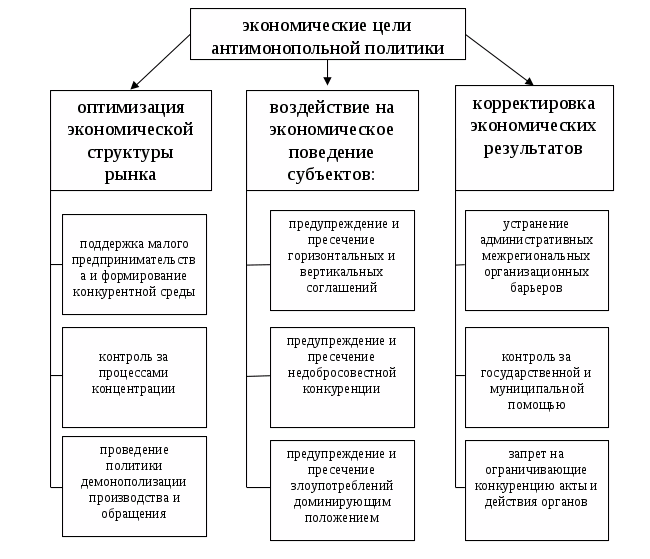 экономические цели
антимонопольной политики
оптимизация
экономической
структуры
рынка
поддержка малого
предпринимательств
а и формирование
конкурентной среды
контроль за
процессами
концентрации
проведение
политики
демонополизации
производства и
обращения
воздействие на
экономическое
поведение
субъектов:
предупреждение и
пресечение
горизонтальных и
вертикальных
соглашений
предупреждение и
пресечение
недобросовестной
конкуренции
предупреждение и
пресечение
злоупотреблений
доминирующим
положением
корректировка
экономических
результатов
устранение
административных
межрегиональных
организационных
барьеров
контроль за
государственной и
муниципальной
помощью
запрет на
ограничивающие
конкуренцию акты и
действия органов